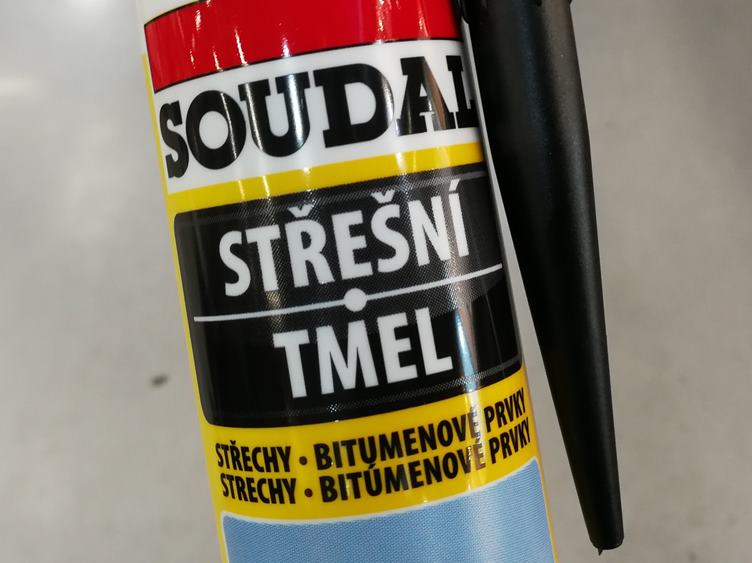 SOUDAL
STŘEŠNÍ
TMEL
STŘECHY • BITUMENOVÉ PRVKY
STRECHY • BITÚMENOVÉ PRVKY